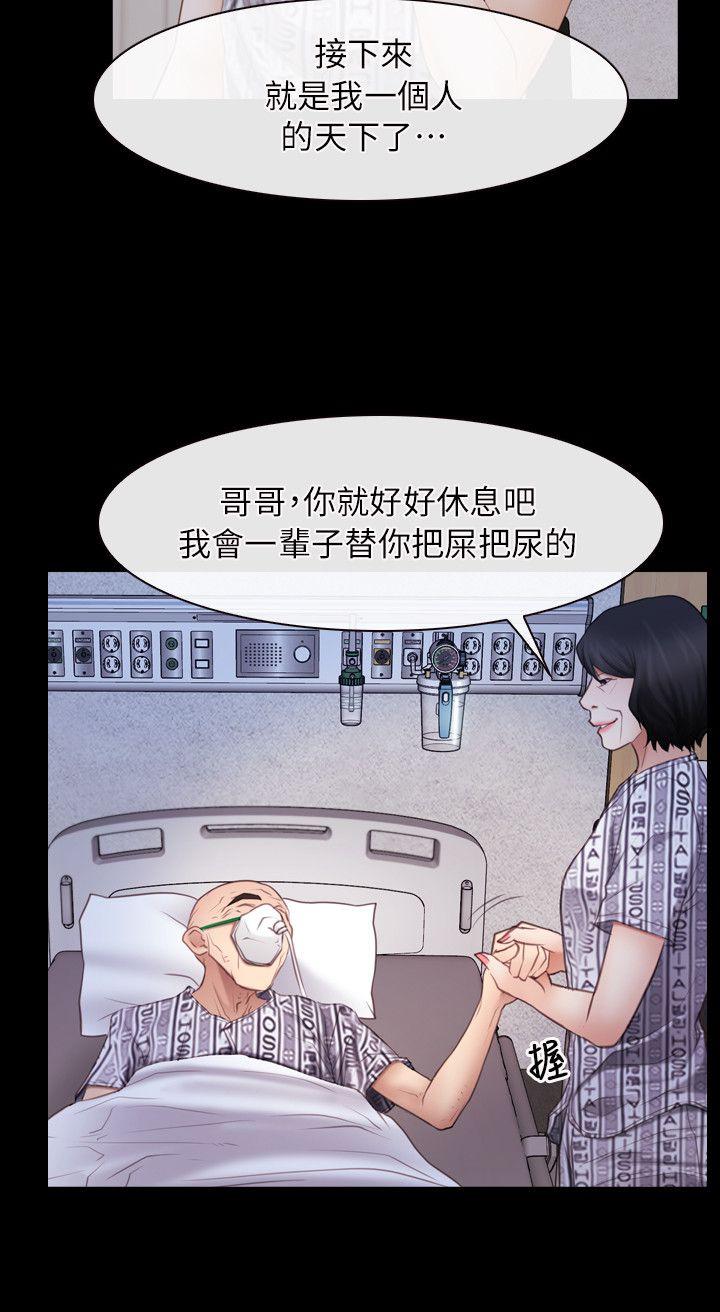 接下來
就是我一個人
的天下了…
哥哥,你就好好休息吧
我會一輩子替你把屎把尿的
握